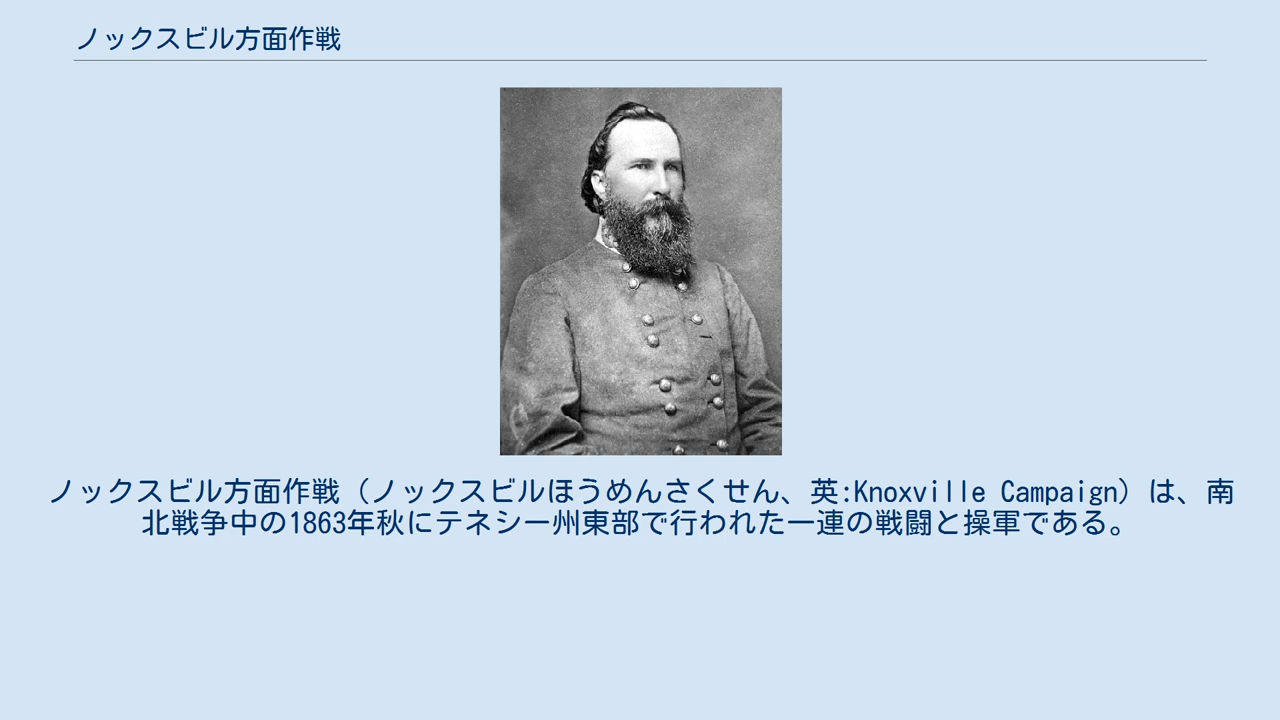 ノックスビル方面作戦
ノックスビル方面作戦（ノックスビルほうめんさくせん、英:Knoxville Campaign）は、南
北戦争中の1863年秋にテネシー州東部で行われた一連の戦闘と操軍である。